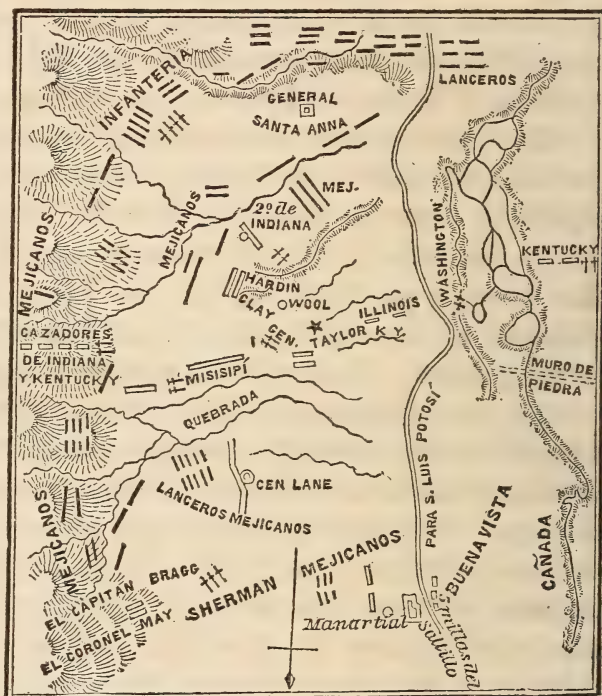 INFANTERIA
LANCEROS
GENERAL
SANTA ANNA
MEJ-
MEJICANOS
2º de
INDIANA
MEJICANOS
WASHINGTON
KENTUCKY
HARDIN
CLAY
WOOL
ILLINOIS
GEN.
TAYLOR K Y.
CAZADORES
DE INDIANA
Y KENTUCKY
MISISIPÍ
MURO DE
PIEDRA
QUEBRADA
PARA S. LUIS POTOSÍ
CEN LANE
LANCEROS MEJICANOS
MEJICANOS
BUENAVISTA
CAÑADA
EL CAPITAN BRAGG
SHERMAN
MEJICANOS
EL CORONEL MAY
Manartial
Saltillo